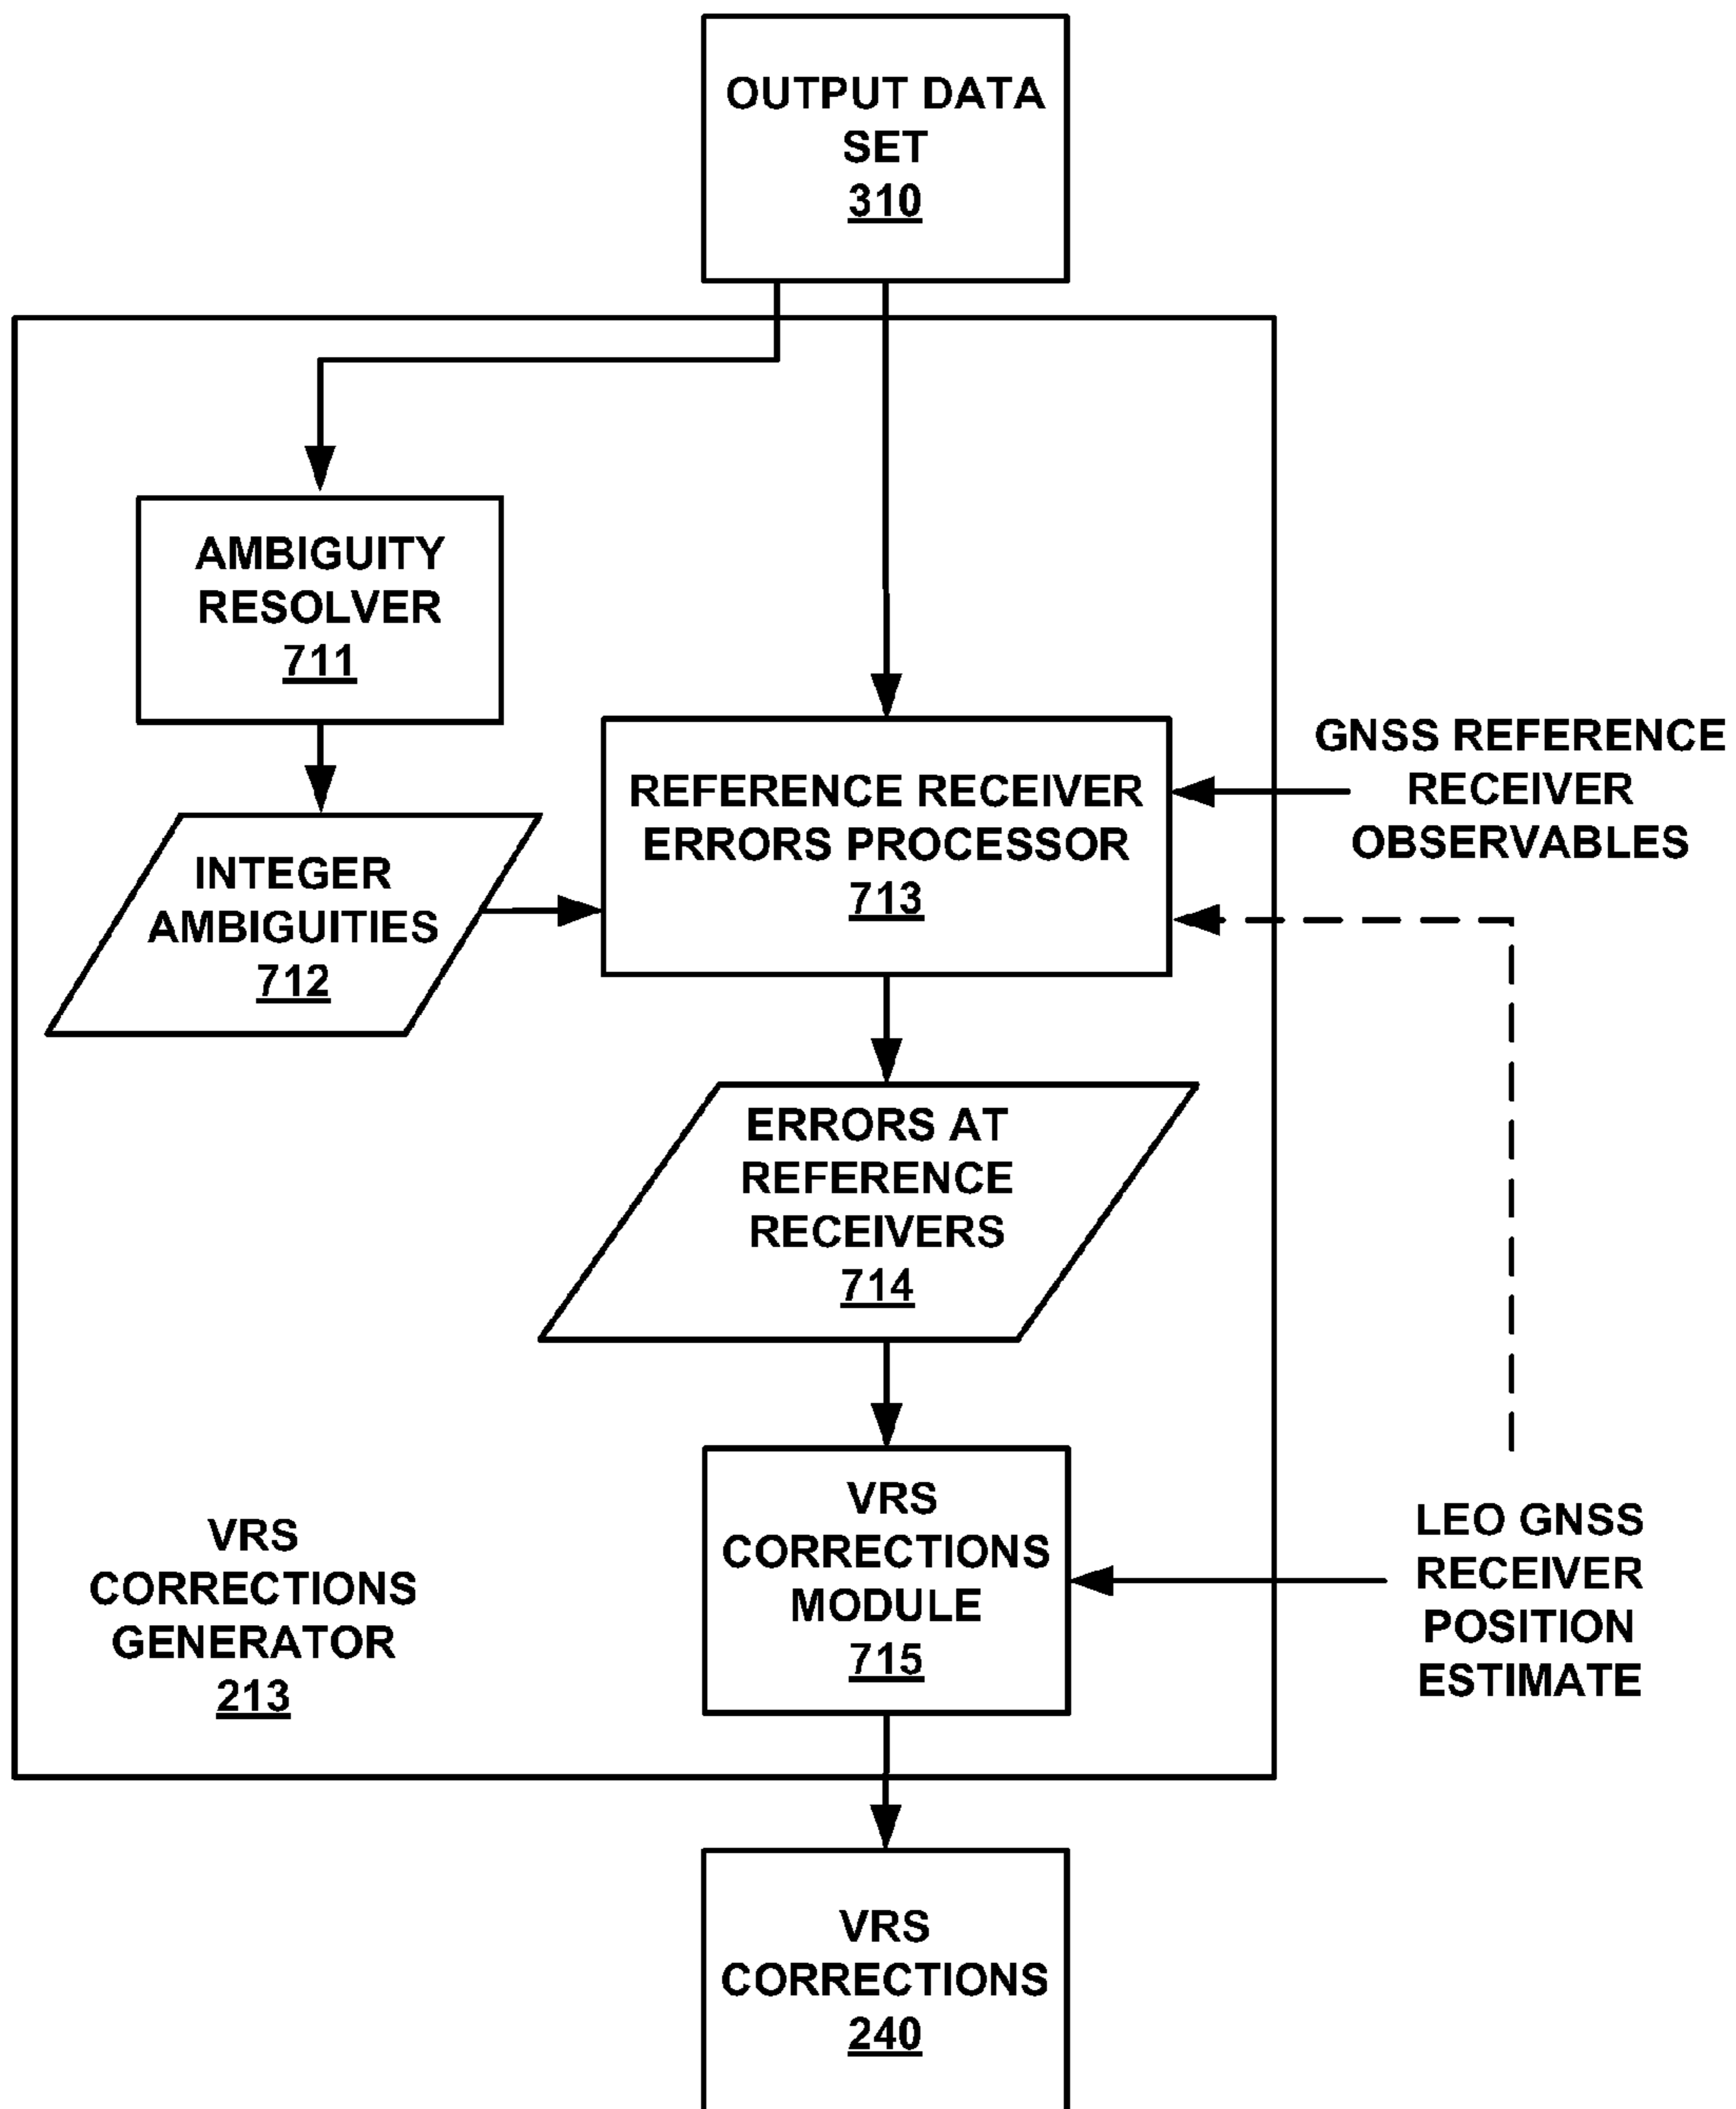 OUTPUT DATA
SET
310
AMBIGUITY
RESOLVER
711
REFERENCE RECEIVER
ERRORS PROCESSOR
713
GNSS REFERENCE
RECEIVER
OBSERVABLES
INTEGER
AMBIGUITIES
712
ERRORS AT
REFERENCE
RECEIVERS
714
VRS
CORRECTIONS
MODULE
715
LEO GNSS
RECEIVER
POSITION
ESTIMATE
VRS
CORRECTIONS
GENERATOR
213
VRS
CORRECTIONS
240